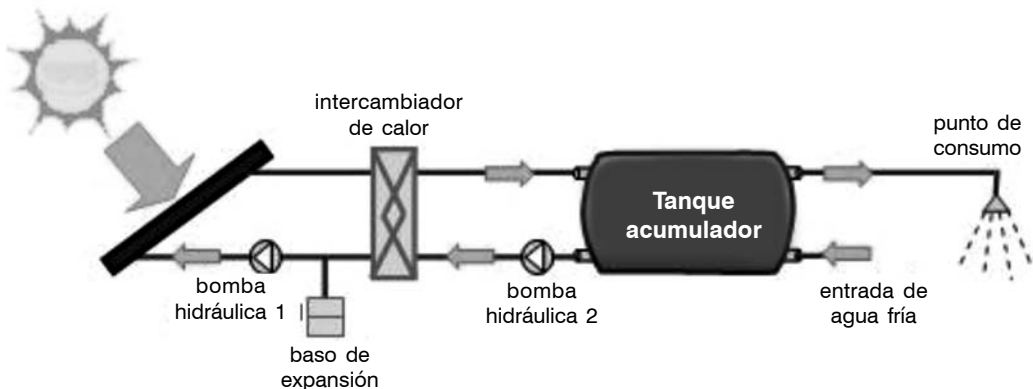 intercambiador
de calor
punto de
consumo
Tanque
acumulador
bomba
hidráulica 1
bomba
hidráulica 2
entrada de
agua fría
baso de
expansión